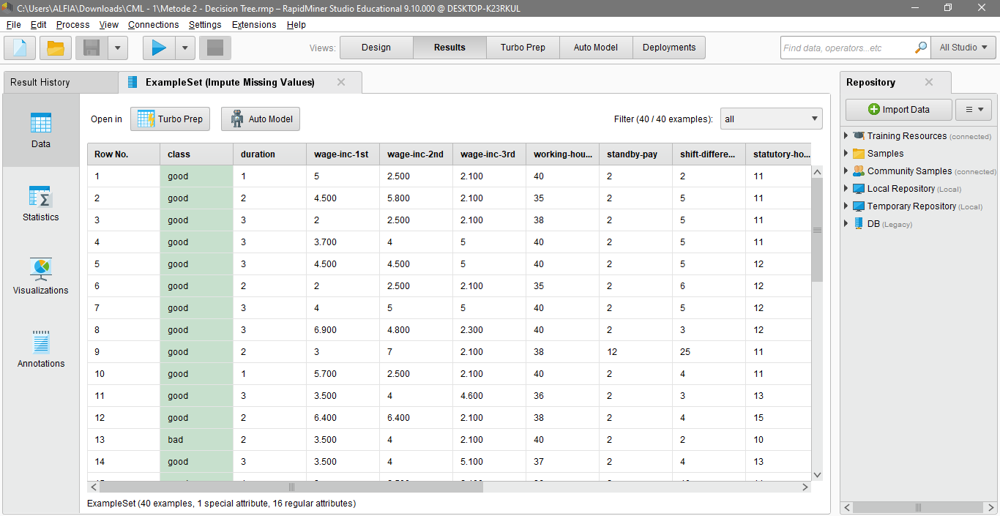 C:\Users\ALFIA\Downloads\CML - 1\Metode 2 - Decision Tree.rmp – RapidMiner Studio Educational 9.10.000 @ DESKTOP-K23RKUL
File Edit Process View Connections Settings Extensions Help
Views: Design Results Turbo Prep Auto Model Deployments Find data, operators...etc All Studio
Result History ExampleSet (Impute Missing Values) Repository
Open in Turbo Prep Auto Model Filter (40 / 40 examples): all
Import Data
Data
Statistics
Visualizations
Annotations
Row No. class duration wage-inc-1st wage-inc-2nd wage-inc-3rd working-hou... standby-pay shift-differe... statutory-ho...
1 good 1 5 2.500 2.100 40 2 2 11
2 good 2 4.500 5.800 2.100 35 2 5 11
3 good 3 2 2.500 2.100 38 2 5 11
4 good 3 3.700 4 5 40 2 5 11
5 good 3 4.500 4.500 5 40 2 5 12
6 good 2 2 2.500 2.100 35 2 6 12
7 good 3 4 5 5 40 2 5 12
8 good 3 6.900 4.800 2.300 40 2 3 12
9 good 2 3 7 2.100 38 12 25 11
10 good 1 5.700 2.500 2.100 40 2 4 11
11 good 3 3.500 4 4.600 36 2 3 13
12 good 2 6.400 6.400 2.100 38 2 4 15
13 bad 2 3.500 4 2.100 40 2 2 10
14 good 3 3.500 4 5.100 37 2 4 13
ExampleSet (40 examples, 1 special attribute, 16 regular attributes)
Training Resources (connected)
Samples
Community Samples (connected)
Local Repository (Local)
Temporary Repository (Local)
DB (Legacy)